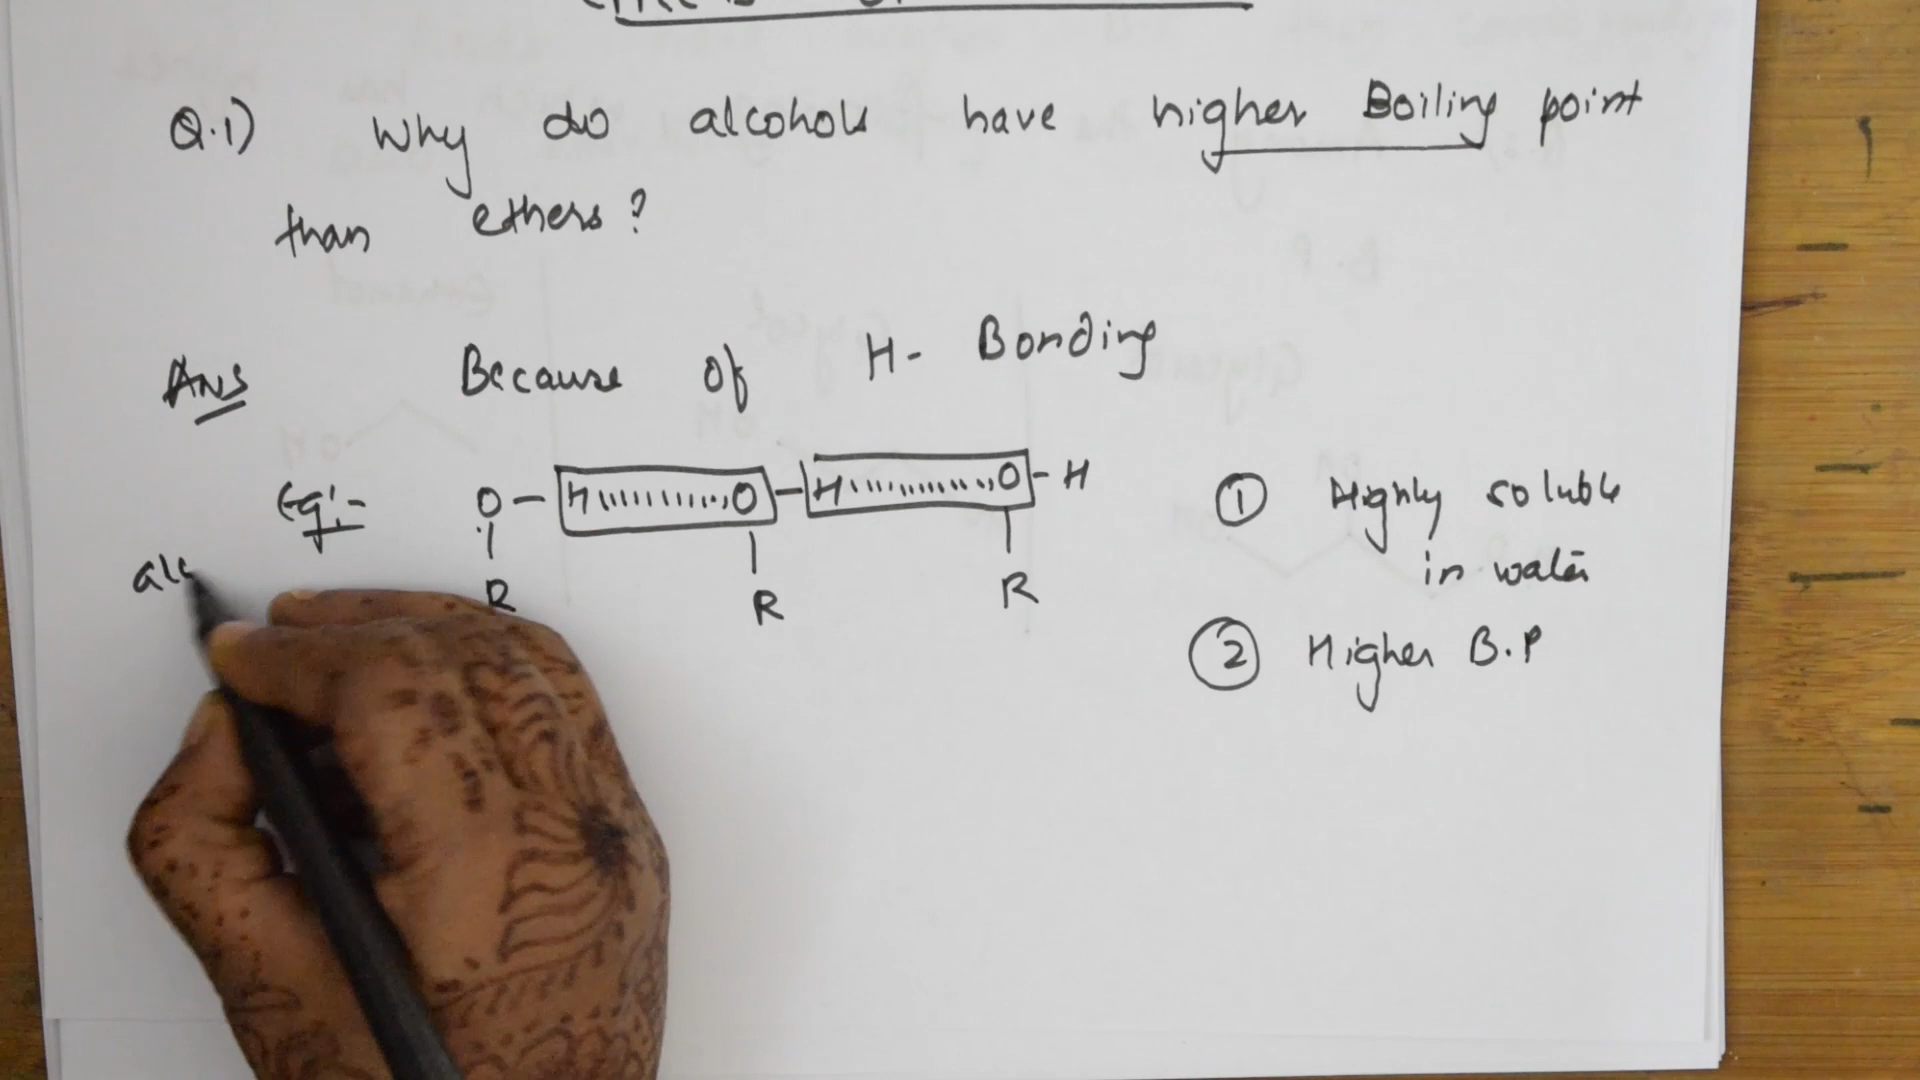 Q.1) Why do alcohols have higher Boiling point
than ethers?
Ans Because of H- Bonding
Eg:- O - H ............ O - H ............ O - H
R R R
alc
① Highly soluble
in water
② Higher B.P